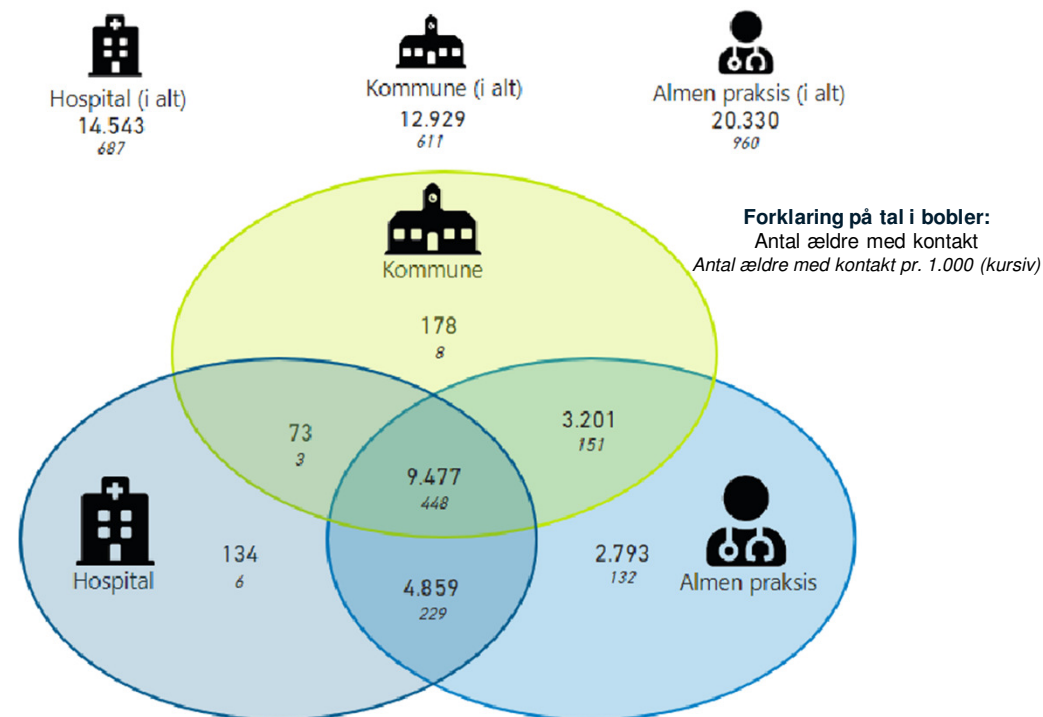 Hospital (i alt)
14.543
687
Kommune (i alt)
12.929
611
Almen praksis (i alt)
20.330
960
Forklaring på tal i bobler:
Antal ældre med kontakt
Antal ældre med kontakt pr. 1.000 (kursiv)
Kommune
178
8
73
3
3.201
151
9.477
448
Hospital
134
6
4.859
229
2.793
132
Almen praksis